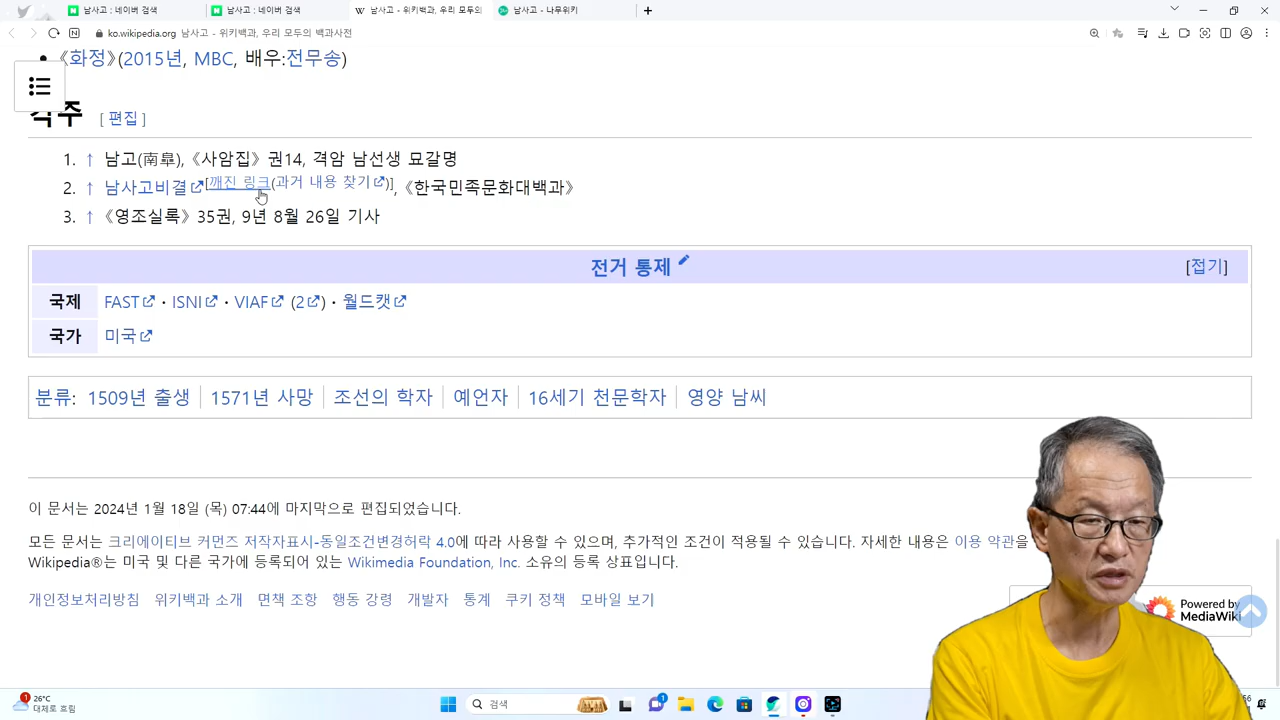 남사고 : 네이버 검색
남사고 : 네이버 검색
남사고 - 위키백과, 우리 모두의
남사고 - 나무위키
ko.wikipedia.org 남사고 - 위키백과, 우리 모두의 백과사전
《화정》(2015년, MBC, 배우:전무송)
각주 [ 편집 ]
1. ↑ 남고(南皐),《사암집》권14, 격암 남선생 묘갈명
2. ↑ 남사고비결 [깨진 링크(과거 내용 찾기)],《한국민족문화대백과》
3. ↑ 《영조실록》35권, 9년 8월 26일 기사
전거 통제 [접기]
국제 FAST · ISNI · VIAF (2) · 월드캣
국가 미국
분류: 1509년 출생 | 1571년 사망 | 조선의 학자 | 예언자 | 16세기 천문학자 | 영양 남씨
이 문서는 2024년 1월 18일 (목) 07:44에 마지막으로 편집되었습니다.
모든 문서는 크리에이티브 커먼즈 저작자표시-동일조건변경허락 4.0에 따라 사용할 수 있으며, 추가적인 조건이 적용될 수 있습니다. 자세한 내용은 이용 약관을
Wikipedia®는 미국 및 다른 국가에 등록되어 있는 Wikimedia Foundation, Inc. 소유의 등록 상표입니다.
개인정보처리방침 위키백과 소개 면책 조항 행동 강령 개발자 통계 쿠키 정책 모바일 보기
Powered by
MediaWiki
1
26°C
대체로 흐림
검색
1
56